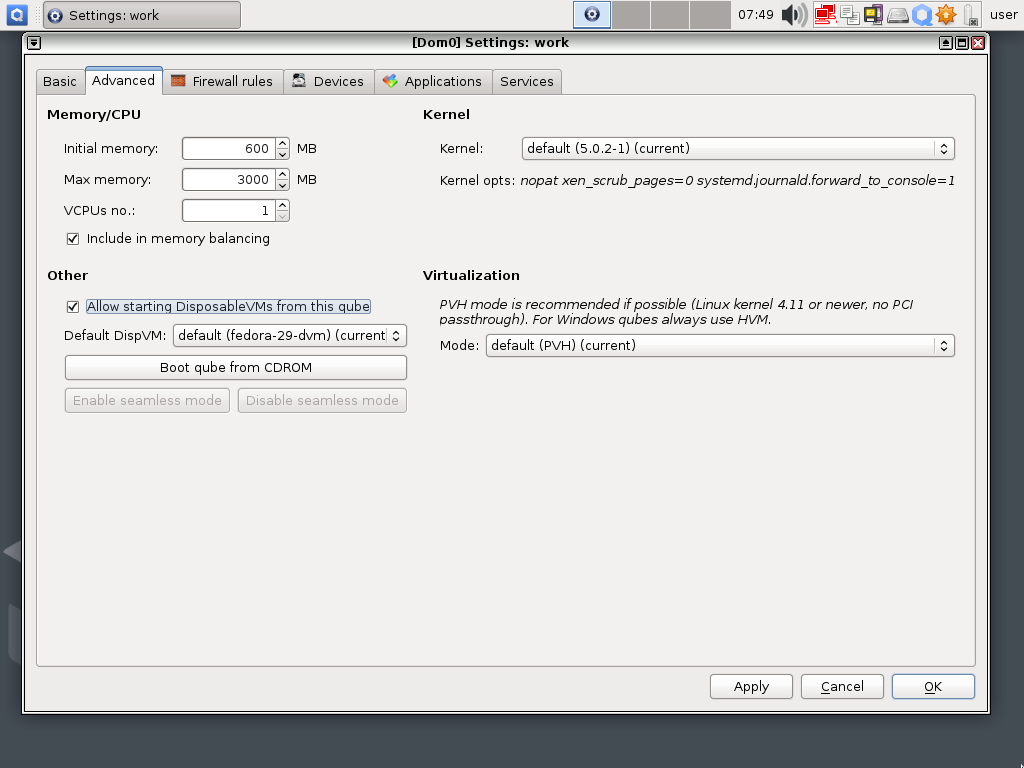 Settings: work
07:49
user
[Dom0] Settings: work
Basic
Advanced
Firewall rules
Devices
Applications
Services
Memory/CPU
Initial memory: 600 MB
Max memory: 3000 MB
VCPUs no.: 1
Include in memory balancing
Kernel
Kernel: default (5.0.2-1) (current)
Kernel opts: nopat xen_scrub_pages=0 systemd.journald.forward_to_console=1
Other
Allow starting DisposableVMs from this qube
Default DispVM: default (fedora-29-dvm) (current
Boot qube from CDROM
Enable seamless mode
Disable seamless mode
Virtualization
PVH mode is recommended if possible (Linux kernel 4.11 or newer, no PCI
passthrough). For Windows qubes always use HVM.
Mode: default (PVH) (current)
Apply
Cancel
OK